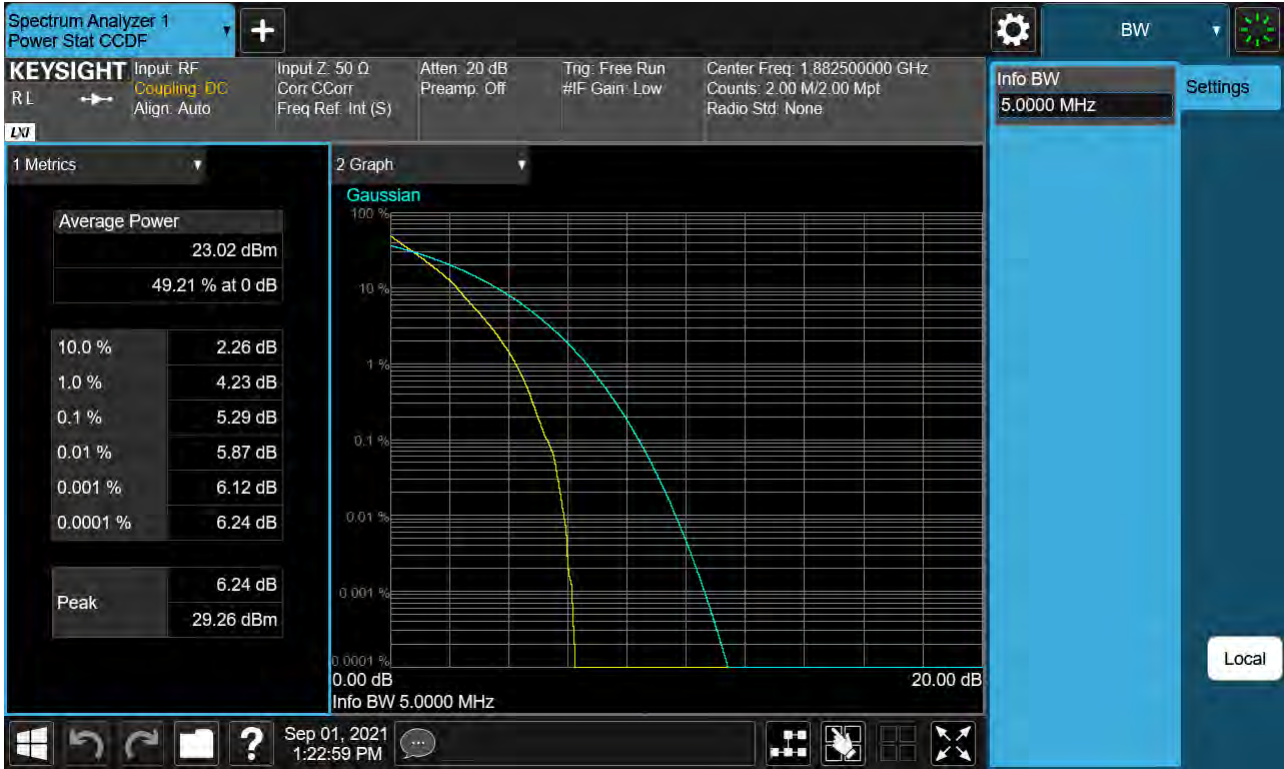 Spectrum Analyzer 1
Power Stat CCDF
BW
KEYSIGHT
RL
LXI
Input: RF
Coupling: DC
Align: Auto
Input Z: 50 Ω
Corr CCorr
Freq Ref: Int (S)
Atten: 20 dB
Preamp: Off
Trig: Free Run
#IF Gain: Low
Center Freq: 1.882500000 GHz
Counts: 2.00 M/2.00 Mpt
Radio Std: None
Info BW
5.0000 MHz
Settings
1 Metrics
Average Power
23.02 dBm
49.21 % at 0 dB
10.0 % 2.26 dB
1.0 % 4.23 dB
0.1 % 5.29 dB
0.01 % 5.87 dB
0.001 % 6.12 dB
0.0001 % 6.24 dB
Peak
6.24 dB
29.26 dBm
2 Graph
Gaussian
100 %
10 %
1 %
0.1 %
0.01 %
0.001 %
0.0001 %
0.00 dB 20.00 dB
Info BW 5.0000 MHz
Local
?
Sep 01, 2021
1:22:59 PM